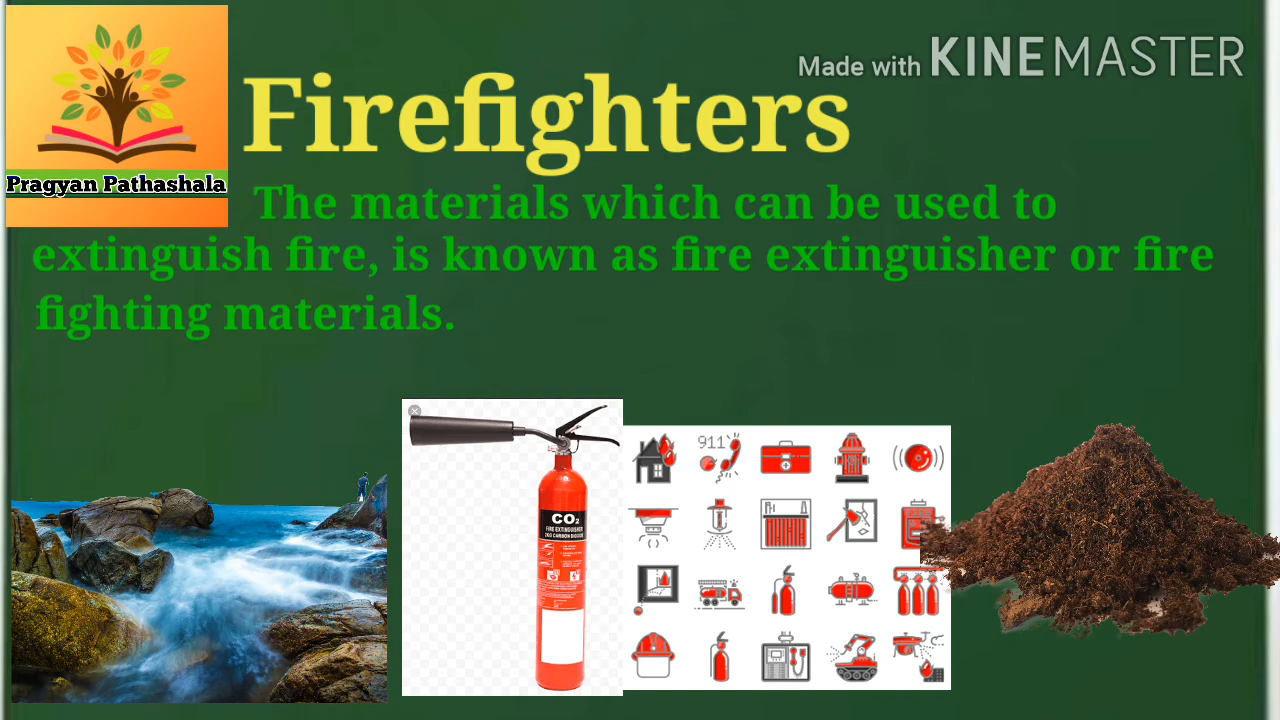 Made with KINEMASTER
Firefighters
Pragyan Pathashala
The materials which can be used to
extinguish fire, is known as fire extinguisher or fire
fighting materials.
911
CO₂
FIRE EXTINGUISHER